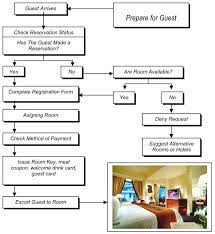 Guest Arrives
Prepare for Guest
Check Reservation Status
Has The Guest Made a
Reservation?
Yes
No
Are Room Available?
Complete Registration Form
Yes
No
Assigning Room
Deny Request
Check Method of Payment
Suggest Alternative
Rooms or Hotels
Issue Room Key, meal
coupon, welcome drink card,
guest card
Escort Guest to Room